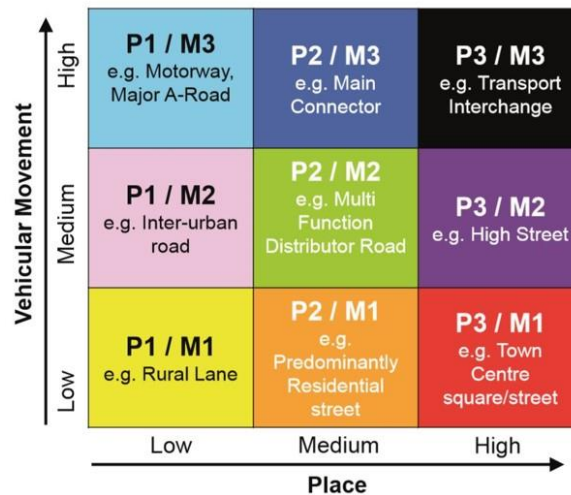 Vehicular Movement
High
P1 / M3
e.g. Motorway,
Major A-Road
P2 / M3
e.g. Main
Connector
P3 / M3
e.g. Transport
Interchange
Medium
P1 / M2
e.g. Inter-urban
road
P2 / M2
e.g. Multi
Function
Distributor Road
P3 / M2
e.g. High Street
Low
P1 / M1
e.g. Rural Lane
P2 / M1
e.g.
Predominantly
Residential
street
P3 / M1
e.g. Town
Centre
square/street
Low
Medium
High
Place